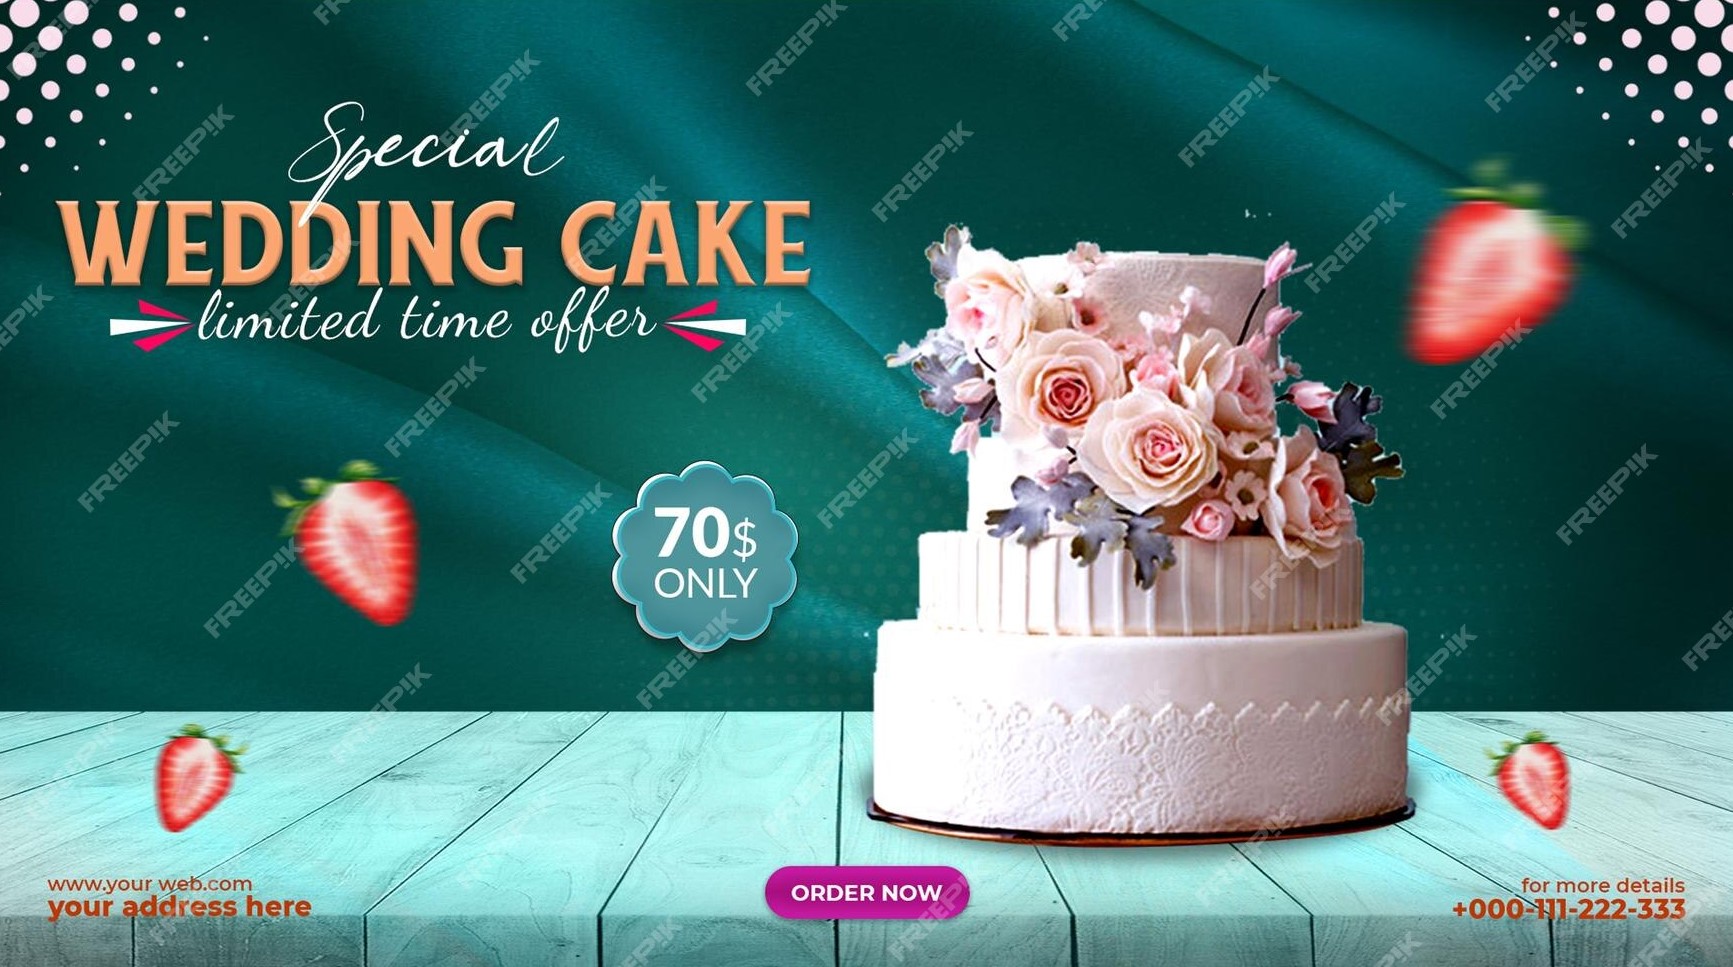 Special
WEDDING CAKE
limited time offer
70$
ONLY
www.your web.com
your address here
ORDER NOW
for more details
+000-111-222-333
FREEPIK